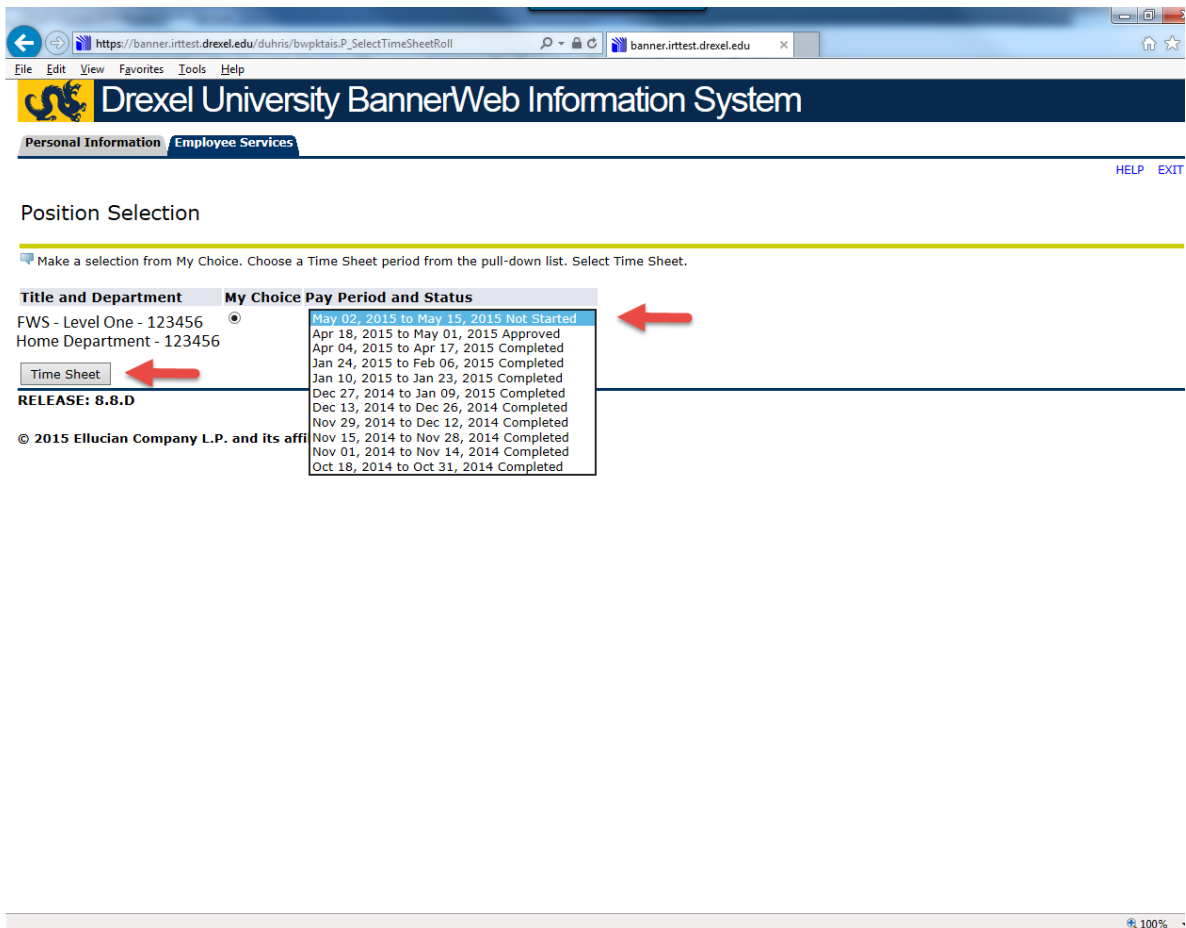 https://banner.irttest.drexel.edu/duhris/bwpktais.P_SelectTimeSheetRoll
banner.irttest.drexel.edu
File Edit View Favorites Tools Help
Drexel University BannerWeb Information System
Personal Information Employee Services
HELP EXIT
Position Selection
Make a selection from My Choice. Choose a Time Sheet period from the pull-down list. Select Time Sheet.
Title and Department My Choice Pay Period and Status
FWS - Level One - 123456
Home Department - 123456
May 02, 2015 to May 15, 2015 Not Started
Apr 18, 2015 to May 01, 2015 Approved
Apr 04, 2015 to Apr 17, 2015 Completed
Jan 24, 2015 to Feb 06, 2015 Completed
Jan 10, 2015 to Jan 23, 2015 Completed
Dec 27, 2014 to Jan 09, 2015 Completed
Dec 13, 2014 to Dec 26, 2014 Completed
Nov 29, 2014 to Dec 12, 2014 Completed
Nov 15, 2014 to Nov 28, 2014 Completed
Nov 01, 2014 to Nov 14, 2014 Completed
Oct 18, 2014 to Oct 31, 2014 Completed
Time Sheet
RELEASE: 8.8.D
© 2015 Ellucian Company L.P. and its affi
100%